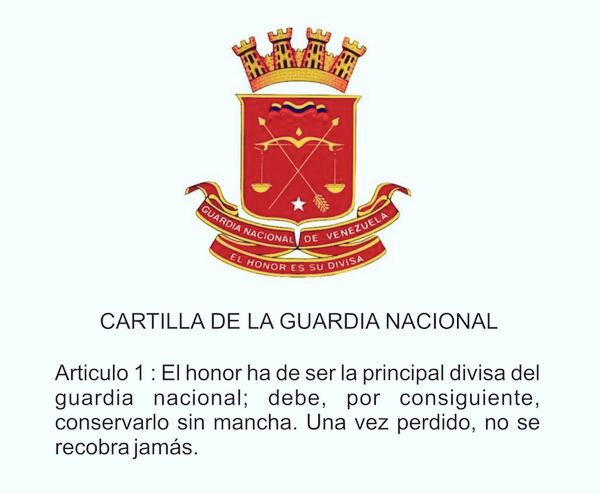 GUARDIA NACIONAL DE VENEZUELA
EL HONOR ES SU DIVISA
CARTILLA DE LA GUARDIA NACIONAL
Articulo 1 : El honor ha de ser la principal divisa del
guardia nacional; debe, por consiguiente,
conservarlo sin mancha. Una vez perdido, no se
recobra jamás.